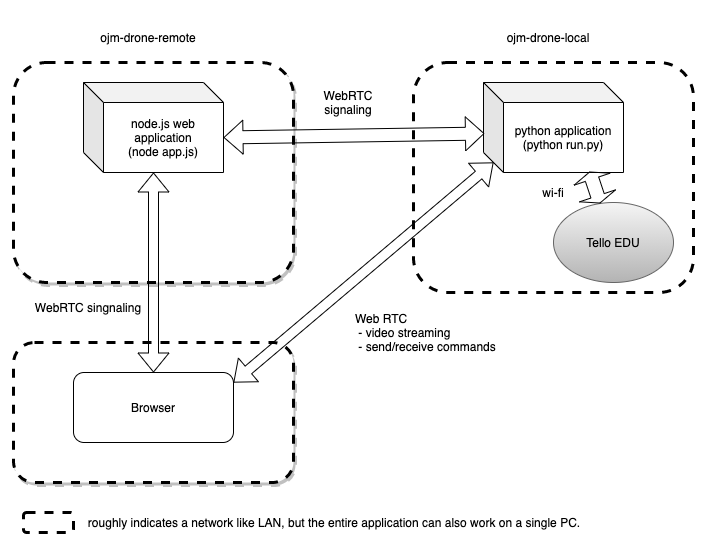 ojm-drone-remote
ojm-drone-local
WebRTC
signaling
node.js web
application
(node app.js)
python application
(python run.py)
wi-fi
Tello EDU
WebRTC singnaling
Web RTC
- video streaming
- send/receive commands
Browser
roughly indicates a network like LAN, but the entire application can also work on a single PC.